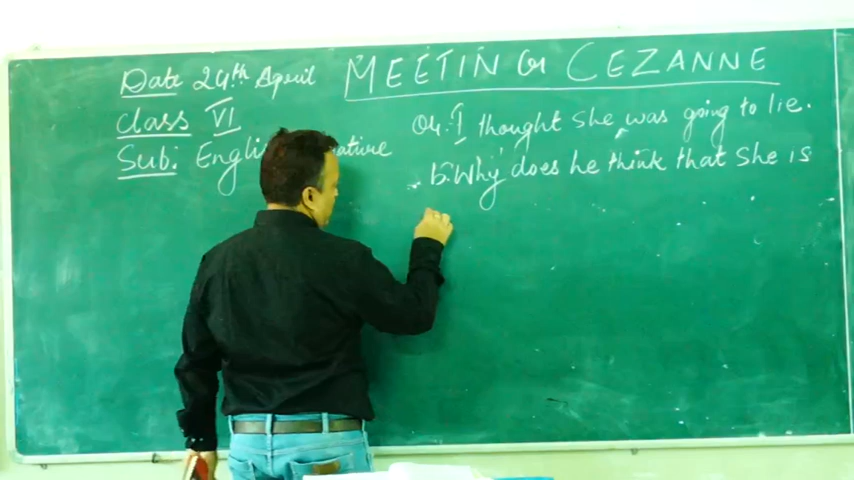 Date 24th April
class VI
Sub: English
MEETING CEZANNE
Q4. I thought she was going to lie.
b. Why does he think that she is